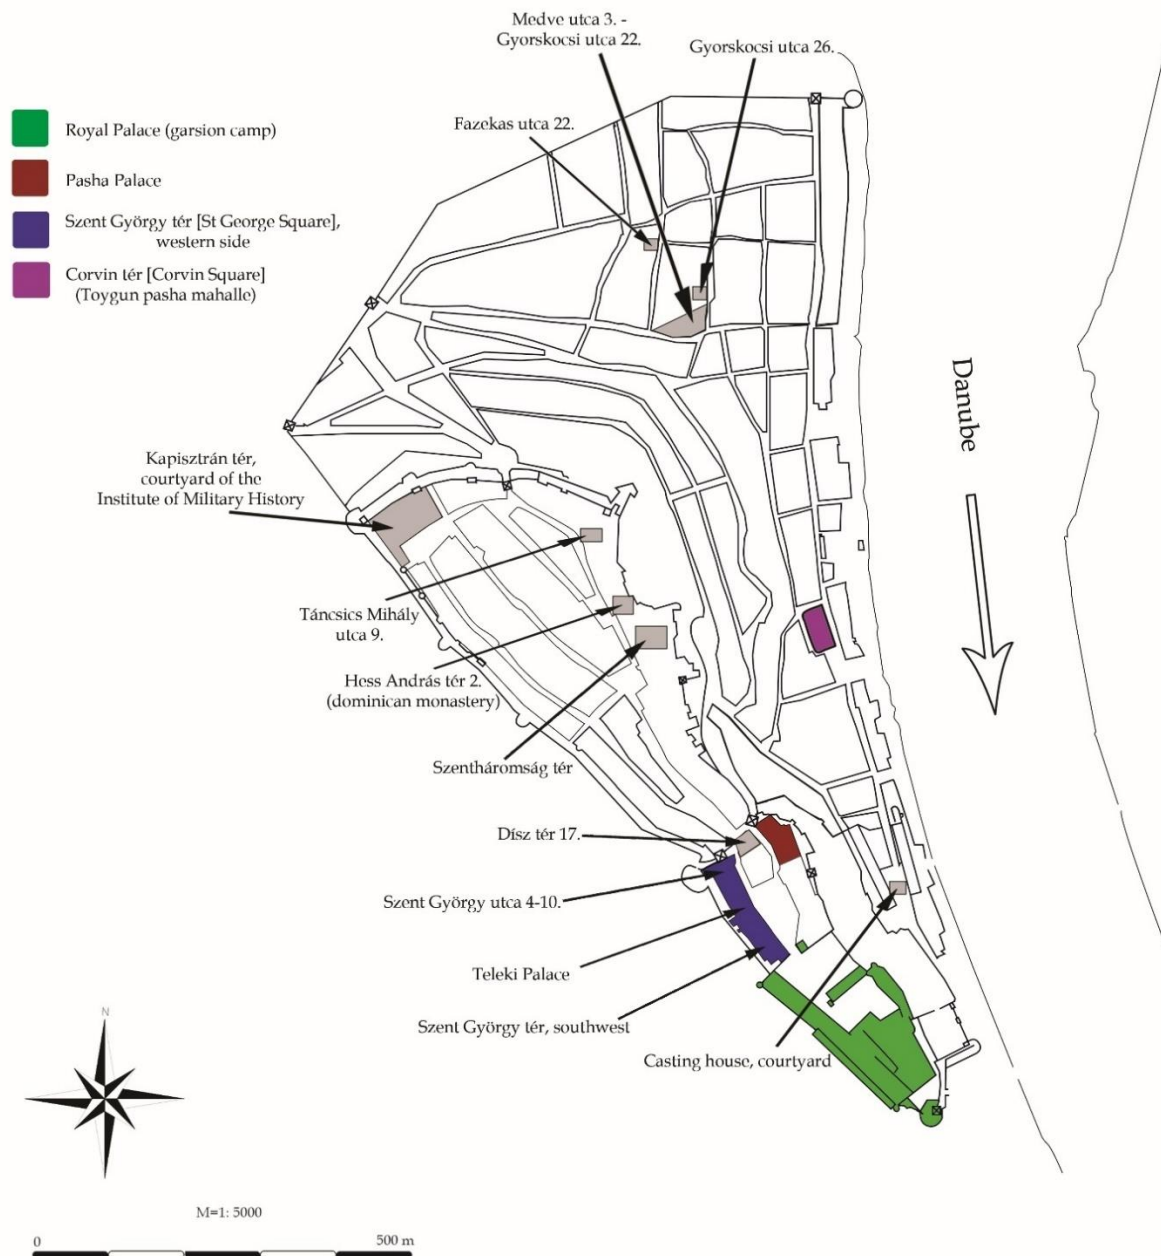 Medve utca 3. -
Gyorskocsi utca 22.
Gyorskocsi utca 26.
Fazekas utca 22.
Royal Palace (garsion camp)
Pasha Palace
Szent György tér [St George Square],
western side
Corvin tér [Corvin Square]
(Toygun pasha mahalle)
Danube
Kapisztrán tér,
courtyard of the
Institute of Military History
Táncsics Mihály
utca 9.
Hess András tér 2.
(dominican monastery)
Szentháromság tér
Dísz tér 17.
Szent György utca 4-10.
Teleki Palace
Szent György tér, southwest
Casting house, courtyard
N
M=1: 5000
0
500 m